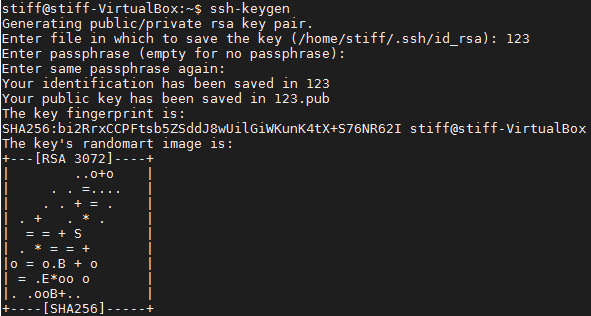 stiff@stiff-VirtualBox:~$ ssh-keygen
Generating public/private rsa key pair.
Enter file in which to save the key (/home/stiff/.ssh/id_rsa): 123
Enter passphrase (empty for no passphrase):
Enter same passphrase again:
Your identification has been saved in 123
Your public key has been saved in 123.pub
The key fingerprint is:
SHA256:bi2RrxCCPFtsb5ZSddJ8wUilGiWKunK4tX+S76NR62I stiff@stiff-VirtualBox
The key's randomart image is:
+---[RSA 3072]----+
|        ..o+o    |
|     . . =....   |
|    . . + = .    |
| . +   . * .     |
|  = = + S        |
| . * = = +       |
|o = o.B + o      |
| = .E*oo o       |
|. .ooB+..        |
+----[SHA256]-----+